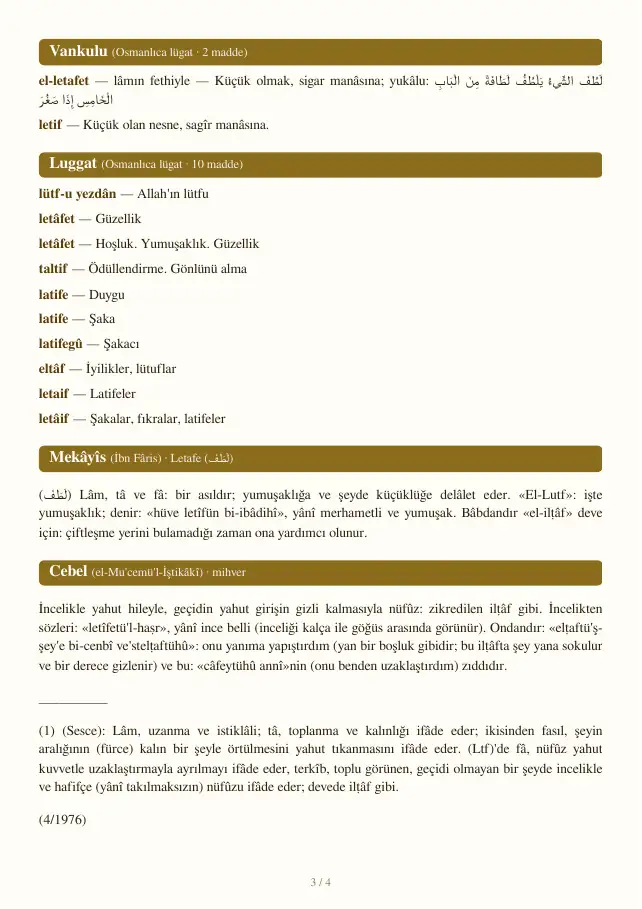 Vankulu (Osmanlıca lügat · 2 madde)
el-letafet — lâmın fethiyle — Küçük olmak, sigar manâsına; yukâlu: لَطُفَ الشَّيءُ يَلْطُفُ لَطَافَةً مِنَ الْبَابِ
الْخَامِسِ إِذَا صَغُرَ
letif — Küçük olan nesne, sagîr manâsına.
Luggat (Osmanlıca lügat · 10 madde)
lütf-u yezdân — Allah'ın lütfu
letâfet — Güzellik
letâfet — Hoşluk. Yumuşaklık. Güzellik
taltif — Ödüllendirme. Gönlünü alma
latife — Duygu
latife — Şaka
latifegû — Şakacı
eltâf — İyilikler, lütuflar
letaif — Latifeler
letâif — Şakalar, fıkralar, latifeler
Mekâyîs (İbn Fâris) · Letafe (لَطَفَ)
(لَطَفَ) Lâm, tâ ve fâ: bir asıldır; yumuşaklığa ve şeyde küçüklüğe delâlet eder. «El-Lutf»: işte
yumuşaklık; denir: «hüve letîfün bi-ibâdihî», yânî merhametli ve yumuşak. Bâbdandır «el-ilṭâf» deve
için: çiftleşme yerini bulamadığı zaman ona yardımcı olunur.
Cebel (el-Mu'cemü'l-İştikâkî) · mihver
İncelikle yahut hileyle, geçidin yahut girişin gizli kalmasıyla nüfûz: zikredilen ilṭâf gibi. İncelikten
sözleri: «letîfetü'l-haṣr», yânî ince belli (inceliği kalça ile göğüs arasında görünür). Ondandır: «elṭaftü'ş-
şey'e bi-cenbî ve'stelṭaftühû»: onu yanıma yapıştırdım (yan bir boşluk gibidir; bu ilṭâfta şey yana sokulur
ve bir derece gizlenir) ve bu: «câfeytühû annî»nin (onu benden uzaklaştırdım) zıddıdır.
(1) (Sesce): Lâm, uzanma ve istiklâli; tâ, toplanma ve kalınlığı ifâde eder; ikisinden fasıl, şeyin
aralığının (fürce) kalın bir şeyle örtülmesini yahut tıkanmasını ifâde eder. (Ltf)'de fâ, nüfûz yahut
kuvvetle uzaklaştırmayla ayrılmayı ifâde eder, terkîb, toplu görünen, geçidi olmayan bir şeyde incelikle
ve hafifçe (yânî takılmaksızın) nüfûzu ifâde eder; devede ilṭâf gibi.
(4/1976)
3 / 4